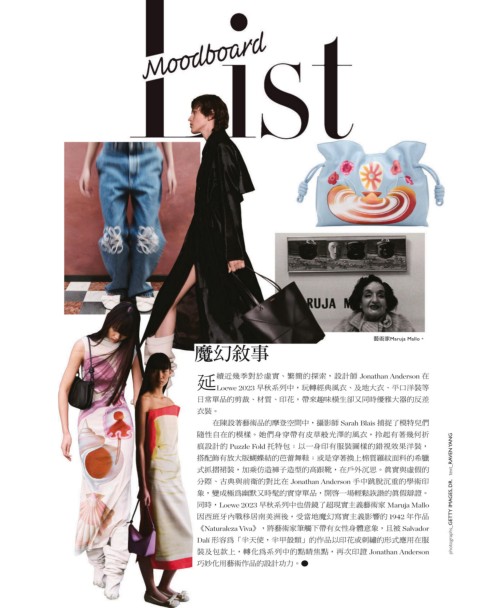 Moodboard
List
RUJA M
藝術家Maruja Mallo。
魔幻敘事
延續近幾季對於虛實、繁簡的探索，設計師 Jonathan Anderson 在
Loewe 2023 早秋系列中，玩轉經典風衣、及地大衣、平口洋裝等
日常單品的剪裁、材質、印花，帶來趣味橫生卻又同時優雅大器的反差
衣裝。
在陳設著藝術品的摩登空間中，攝影師 Sarah Blais 捕捉了模特兒們
隨性自在的模樣。她們身穿帶有皮革般光澤的風衣，拎起有著幾何折
痕設計的 Puzzle Fold 托特包。以一身印有服裝圖樣的錯視效果洋裝，
搭配飾有放大版蝴蝶結的芭蕾舞鞋；或是穿著換上格質羅紋面料的希臘
式抓摺裙裝，加乘仿造褲子造型的高跟靴，在戶外沉思。真實與虛假的
分際、古典與前衛的對比在 Jonathan Anderson 手中跳脫沉重的學術印
象，變成極為幽默又時髦的實穿單品，開啓一場輕鬆詼諧的真假辯證。
同時，Loewe 2023 早秋系列中也借鏡了超現實主義藝術家 Maruja Mallo
因西班牙內戰移居南美洲後，受當地魔幻寫實主義影響的 1942 年作品
《Naturaleza Viva》，將藝術家筆觸下帶有女性身體意象，且被 Salvador
Dalí 形容爲「半天使，半甲殼類」的作品以印花或刺繡的形式應用在服
裝及包款上，轉化爲系列中的點睛焦點，再次印證 Jonathan Anderson
巧妙化用藝術作品的設計功力。●
photographs_GETTY IMAGES, DR. text_RAVEN YANG